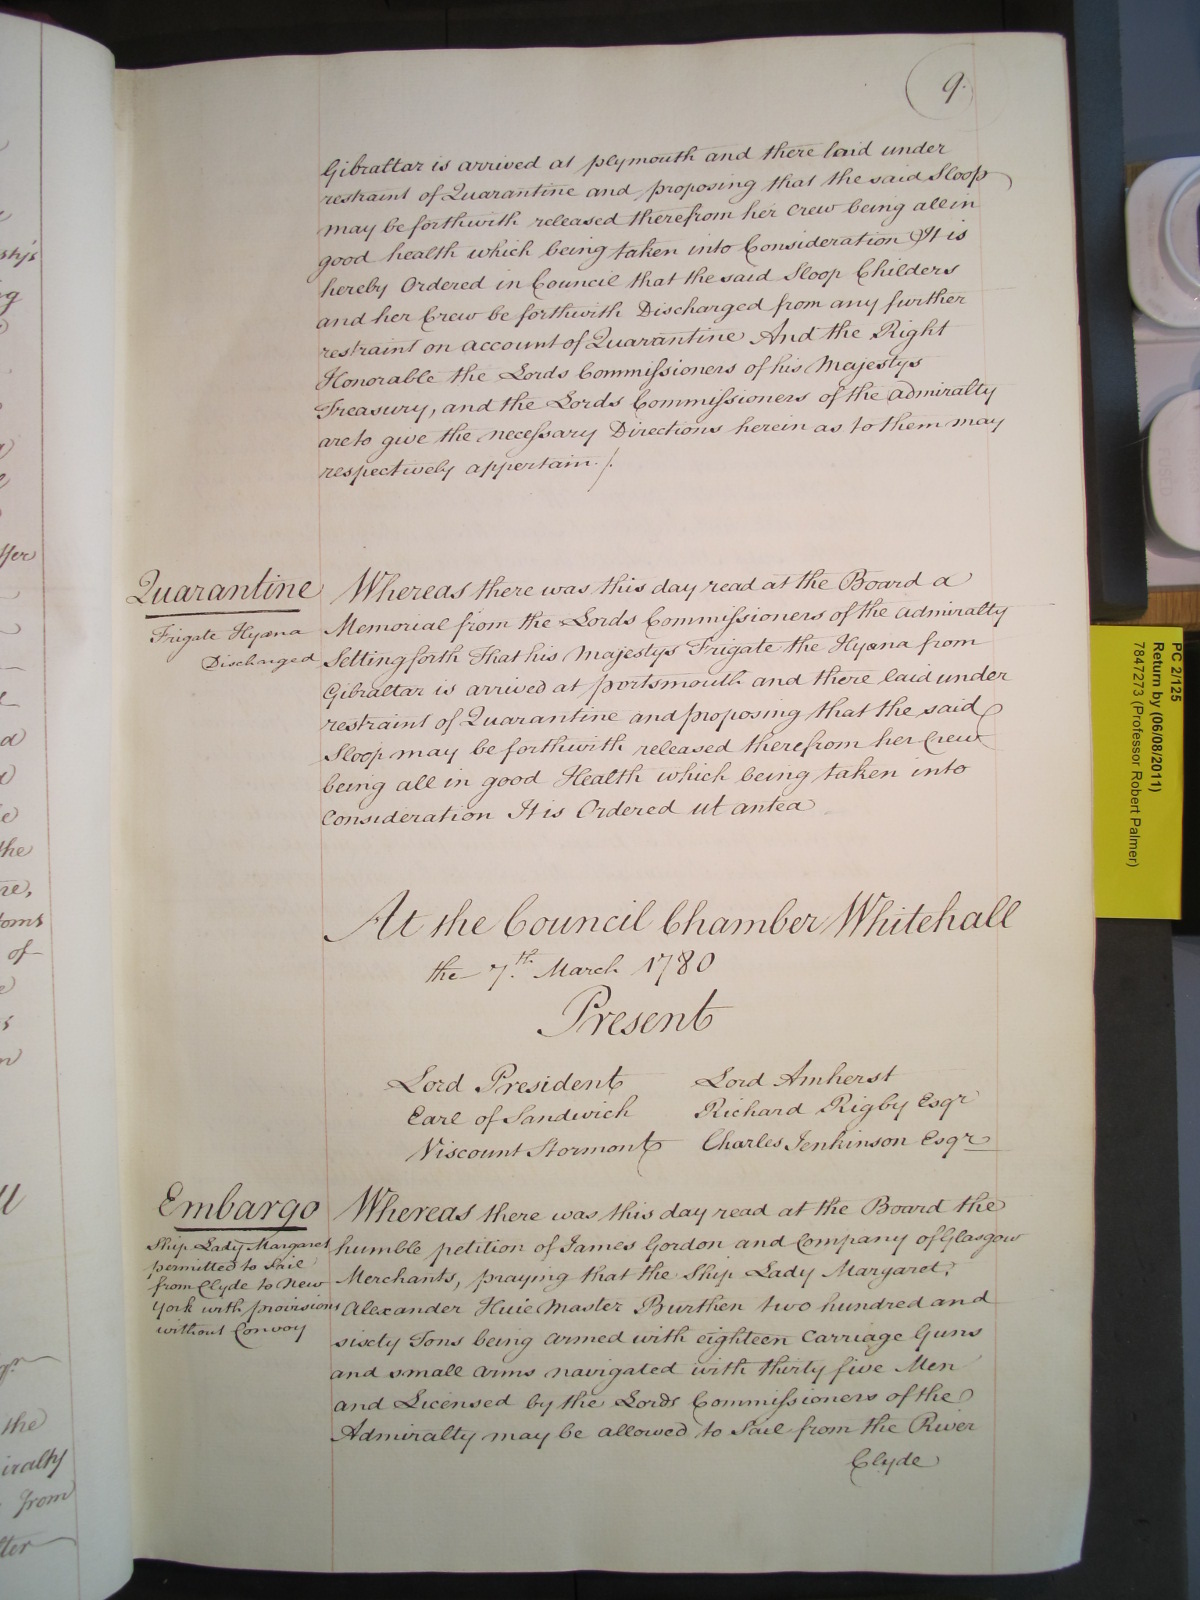 9.
Gibraltar is arrived at plymouth and there laid under
restraint of Quarantine and proposing that the said Sloop
may be forthwith released therefrom her Crew being all in
good health which being taken into Consideration It is
hereby Ordered in Council that the said Sloop Childers
and her Crew be forthwith Discharged from any further
restraint on account of Quarantine And the Right
Honorable the Lords Commissioners of his Majestys
Treasury, and the Lords Commissioners of the Admiralty
are to give the necessary Directions herein as to them may
respectively appertain./.
Quarantine
Frigate Hyæna
Discharged
Whereas there was this day read at the Board a
Memorial from the Lords Commissioners of the Admiralty
Setting forth That his Majestys Frigate the Hyæna from
Gibraltar is arrived at portsmouth and there laid under
restraint of Quarantine and proposing that the said
Sloop may be forthwith released therefrom her Crew
being all in good Health which being taken into
Consideration It is Ordered ut antea
At the Council Chamber Whitehall
the 7th. March 1780
Present
Lord President Lord Amherst
Earl of Sandwich Richard Rigby Esqr
Viscount Stormont Charles Jenkinson Esqr
Embargo
Ship Lady Margaret
permitted to Sail
from Clyde to New
York with provisions
without Convoy
Whereas there was this day read at the Board the
humble petition of James Gordon and Company of Glasgow
Merchants, praying that the Ship Lady Margaret,
Alexander Huie Master Burthen two hundred and
sixty Tons being armed with eighteen Carriage Guns
and small arms navigated with thirty five Men
and Licensed by the Lords Commissioners of the
Admiralty may be allowed to Sail from the River
Clyde
PC 2/125
Return by (06/08/2011)
7847273 (Professor Robert Palmer)
sty's
ng
ffer
a
the
re,
toms
of
s
m
the
iralty
from
tter